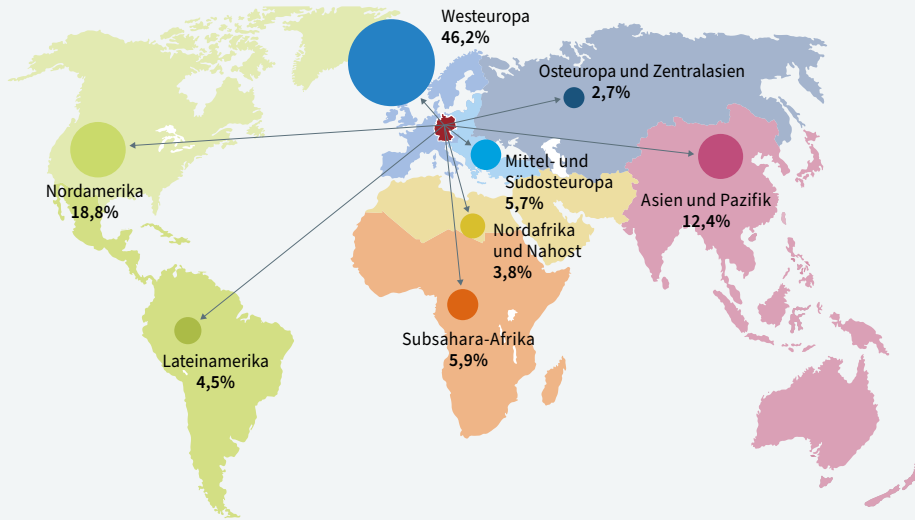 Westeuropa
46,2%
Osteuropa und Zentralasien
2,7%
Mittel- und
Südosteuropa
5,7%
Nordamerika
18,8%
Asien und Pazifik
12,4%
Nordafrika
und Nahost
3,8%
Subsahara-Afrika
5,9%
Lateinamerika
4,5%